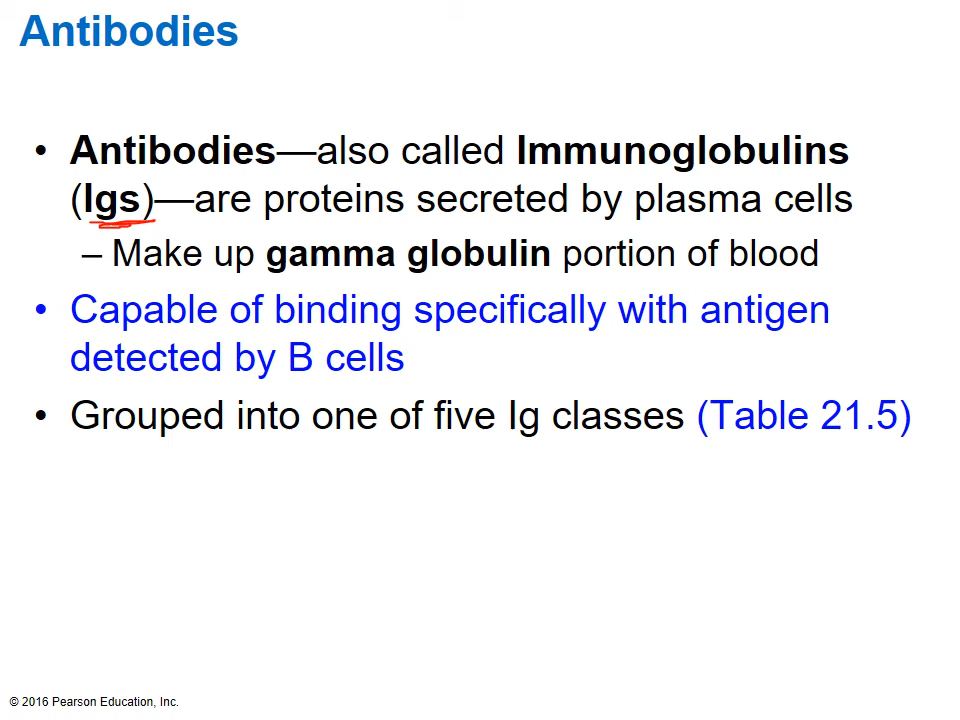 Antibodies
• Antibodies—also called Immunoglobulins
(Igs)—are proteins secreted by plasma cells
– Make up gamma globulin portion of blood
• Capable of binding specifically with antigen
detected by B cells
• Grouped into one of five Ig classes (Table 21.5)
© 2016 Pearson Education, Inc.